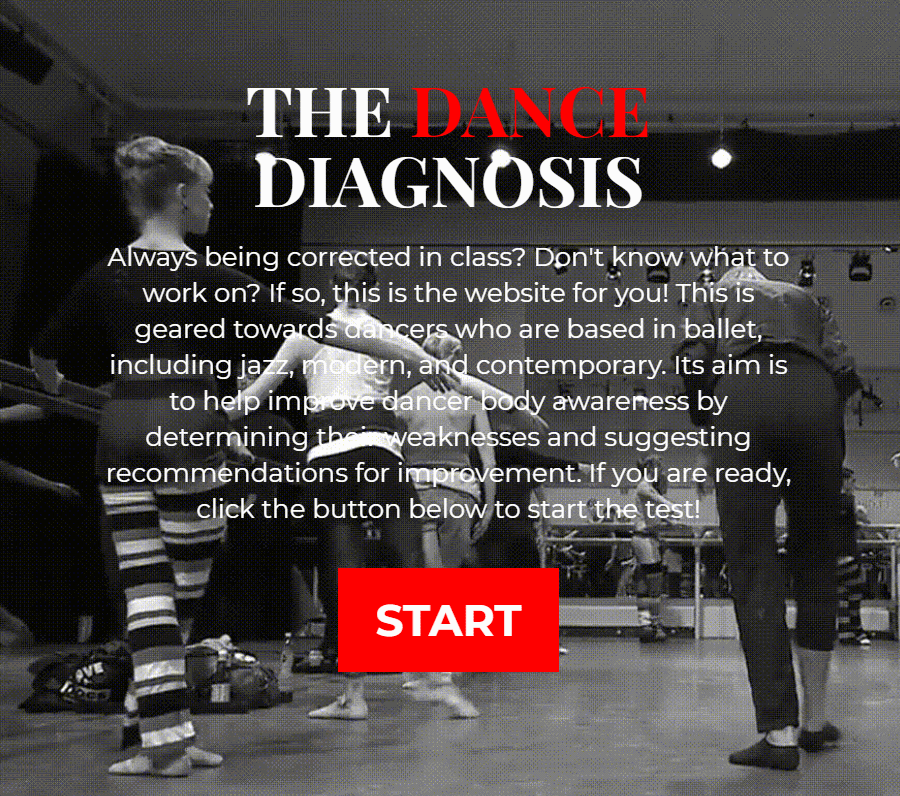 THE DANCE
DIAGNOSIS
Always being corrected in class? Don't know what to
work on? If so, this is the website for you! This is
geared towards dancers who are based in ballet,
including jazz, modern, and contemporary. Its aim is
to help improve dancer body awareness by
determining their weaknesses and suggesting
recommendations for improvement. If you are ready,
click the button below to start the test!
START